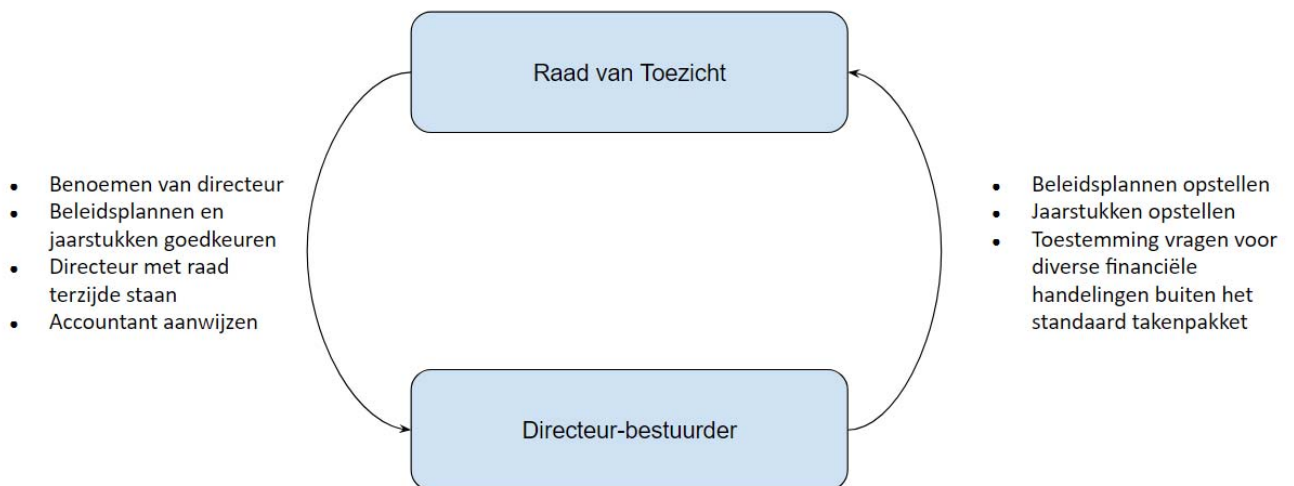 Raad van Toezicht
• Benoemen van directeur
• Beleidsplannen en
jaarstukken goedkeuren
• Directeur met raad
terzijde staan
• Accountant aanwijzen
• Beleidsplannen opstellen
• Jaarstukken opstellen
• Toestemming vragen voor
diverse financiële
handelingen buiten het
standaard takenpakket
Directeur-bestuurder